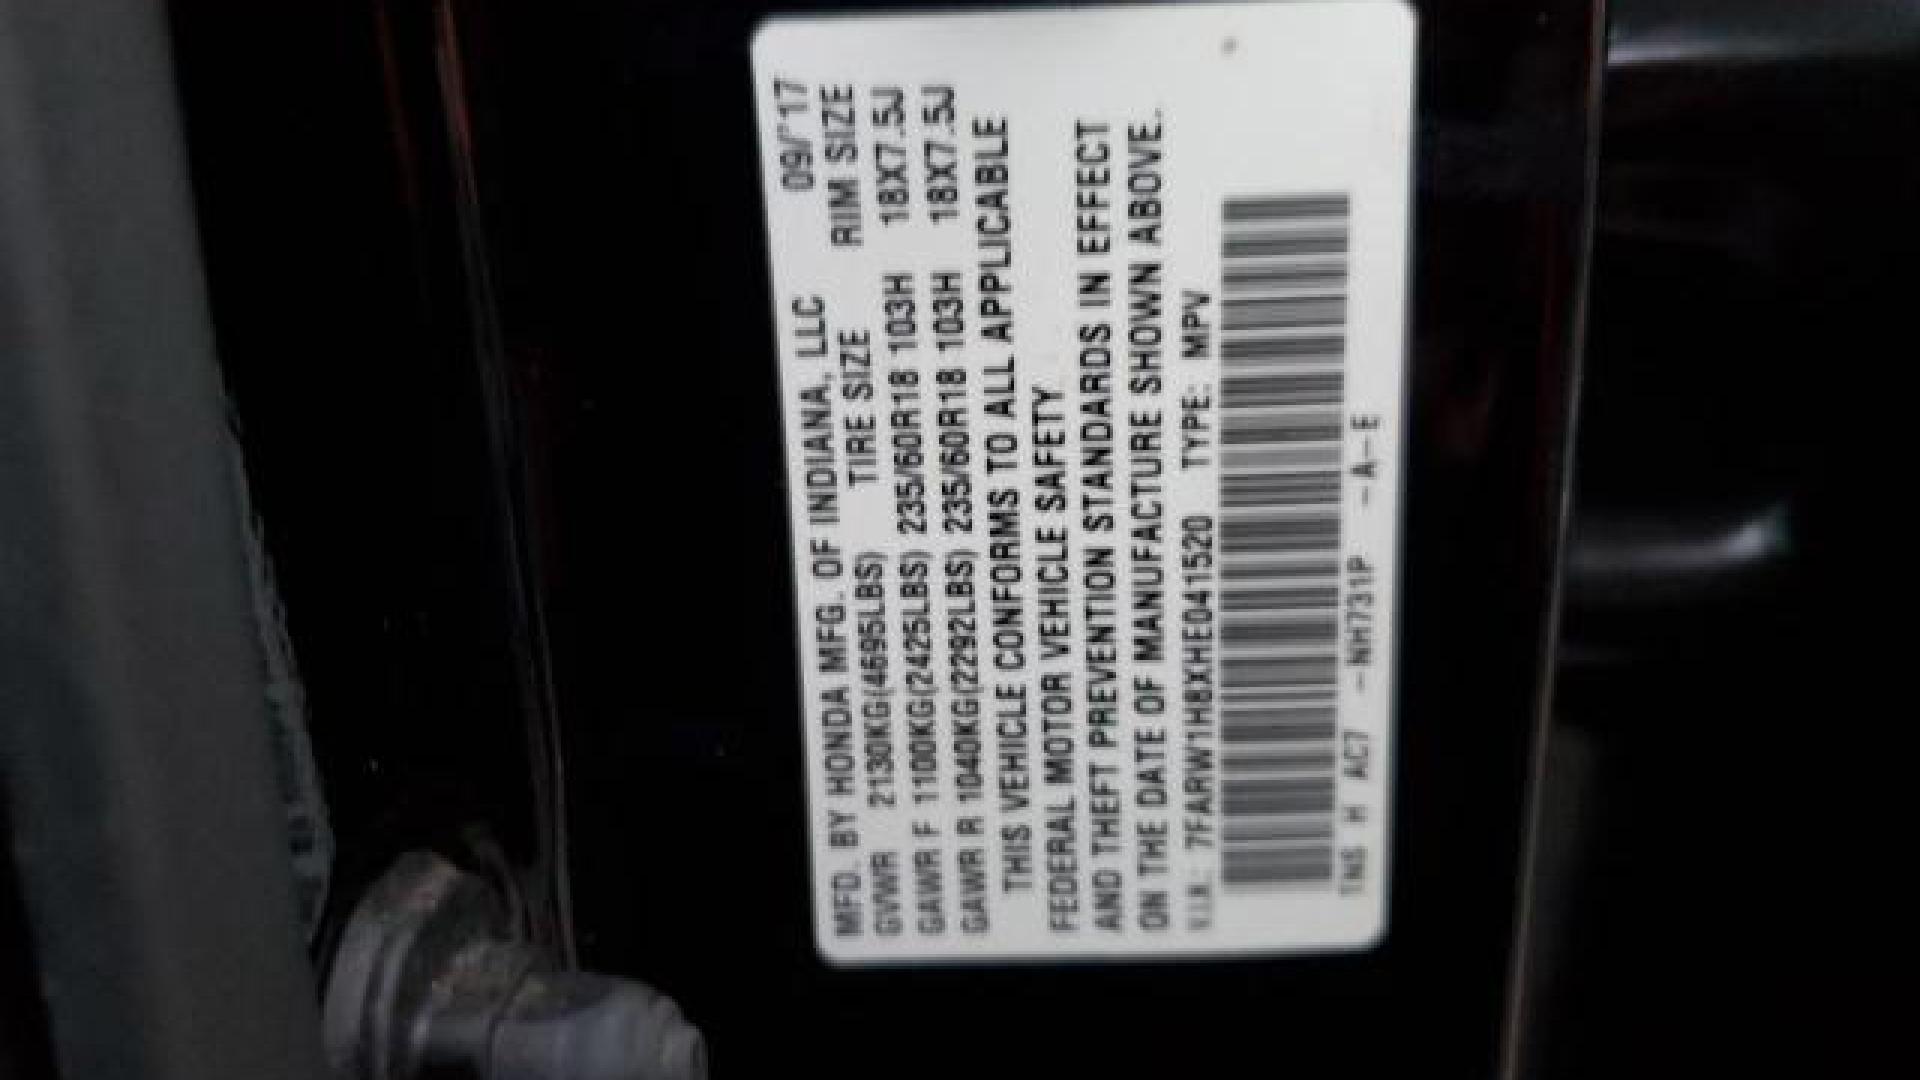 MFD. BY HONDA MFG. OF INDIANA, LLC 09/'17
TIRE SIZE RIM SIZE
GVWR 2130KG(4695LBS)
GAWR F 1100KG(2425LBS) 235/60R18 103H 18X7.5J
GAWR R 1040KG(2292LBS) 235/60R18 103H 18X7.5J
THIS VEHICLE CONFORMS TO ALL APPLICABLE
FEDERAL MOTOR VEHICLE SAFETY
AND THEFT PREVENTION STANDARDS IN EFFECT
ON THE DATE OF MANUFACTURE SHOWN ABOVE.
V.I.N.: 7FARW1H8XHE041520 TYPE: MPV
TNS H AC7 -NH731P -A-E